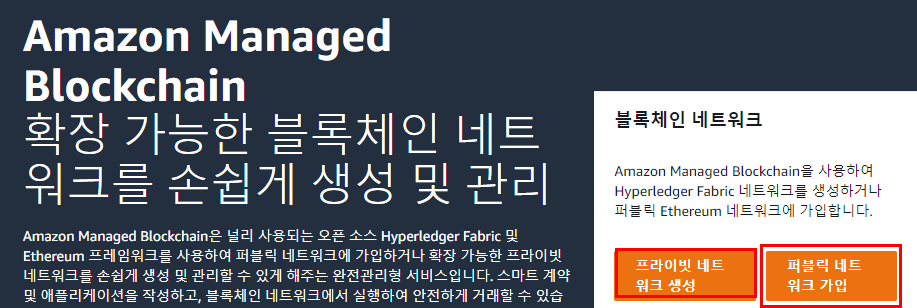 Amazon Managed
Blockchain
확장 가능한 블록체인 네트
워크를 손쉽게 생성 및 관리
Amazon Managed Blockchain은 널리 사용되는 오픈 소스 Hyperledger Fabric 및
Ethereum 프레임워크를 사용하여 퍼블릭 네트워크에 가입하거나 확장 가능한 프라이빗
네트워크를 손쉽게 생성 및 관리할 수 있게 해주는 완전관리형 서비스입니다. 스마트 계약
및 애플리케이션을 작성하고, 블록체인 네트워크에서 실행하여 안전하게 거래할 수 있습
블록체인 네트워크
Amazon Managed Blockchain을 사용하여
Hyperledger Fabric 네트워크를 생성하거나
퍼블릭 Ethereum 네트워크에 가입합니다.
프라이빗 네트
워크 생성
퍼블릭 네트
워크 가입